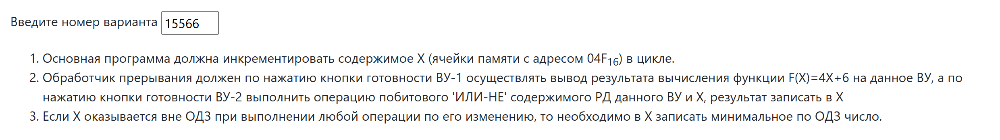 Введите номер варианта 15566
1. Основная программа должна инкрементировать содержимое X (ячейки памяти с адресом 04F16) в цикле.
2. Обработчик прерывания должен по нажатию кнопки готовности ВУ-1 осуществлять вывод результата вычисления функции F(X)=4X+6 на данное ВУ, а по
нажатию кнопки готовности ВУ-2 выполнить операцию побитового 'ИЛИ-НЕ' содержимого РД данного ВУ и X, результат записать в X
3. Если X оказывается вне ОДЗ при выполнении любой операции по его изменению, то необходимо в X записать минимальное по ОДЗ число.